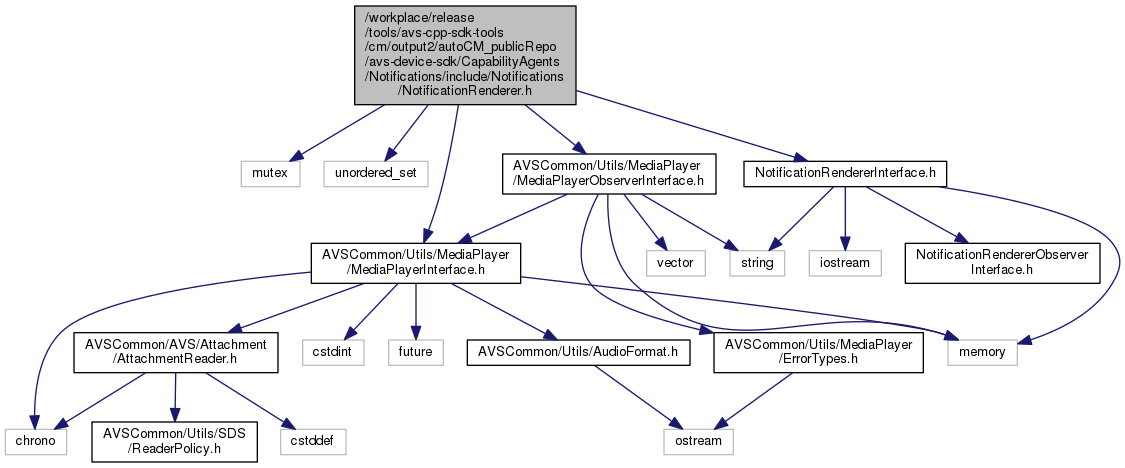 /workplace/release
/tools/avs-cpp-sdk-tools
/cm/output2/autoCM_publicRepo
/avs-device-sdk/CapabilityAgents
/Notifications/include/Notifications
/NotificationRenderer.h
mutex
unordered_set
AVSCommon/Utils/MediaPlayer
/MediaPlayerObserverInterface.h
NotificationRendererInterface.h
AVSCommon/Utils/MediaPlayer
/MediaPlayerInterface.h
vector
string
iostream
NotificationRendererObserver
Interface.h
AVSCommon/AVS/Attachment
/AttachmentReader.h
cstdint
future
AVSCommon/Utils/AudioFormat.h
AVSCommon/Utils/MediaPlayer
/ErrorTypes.h
memory
chrono
AVSCommon/Utils/SDS
/ReaderPolicy.h
cstddef
ostream